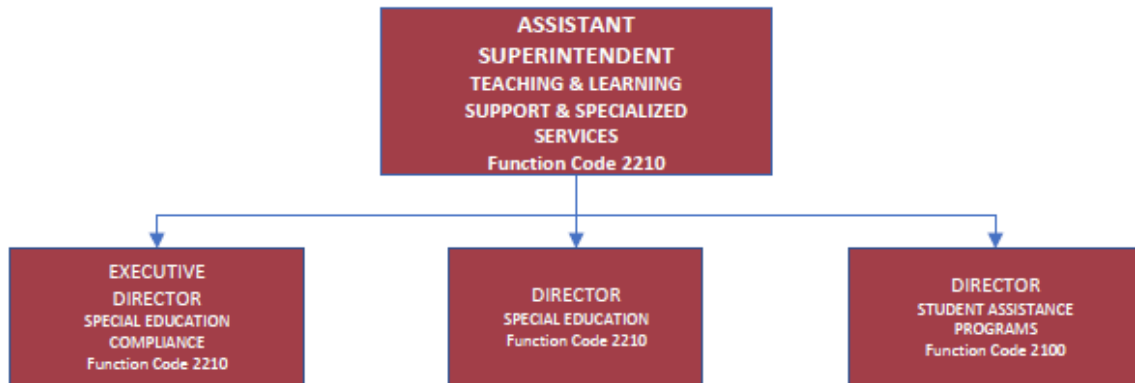 ASSISTANT
SUPERINTENDENT
TEACHING & LEARNING
SUPPORT & SPECIALIZED
SERVICES
Function Code 2210
EXECUTIVE
DIRECTOR
SPECIAL EDUCATION
COMPLIANCE
Function Code 2210
DIRECTOR
SPECIAL EDUCATION
Function Code 2210
DIRECTOR
STUDENT ASSISTANCE
PROGRAMS
Function Code 2100